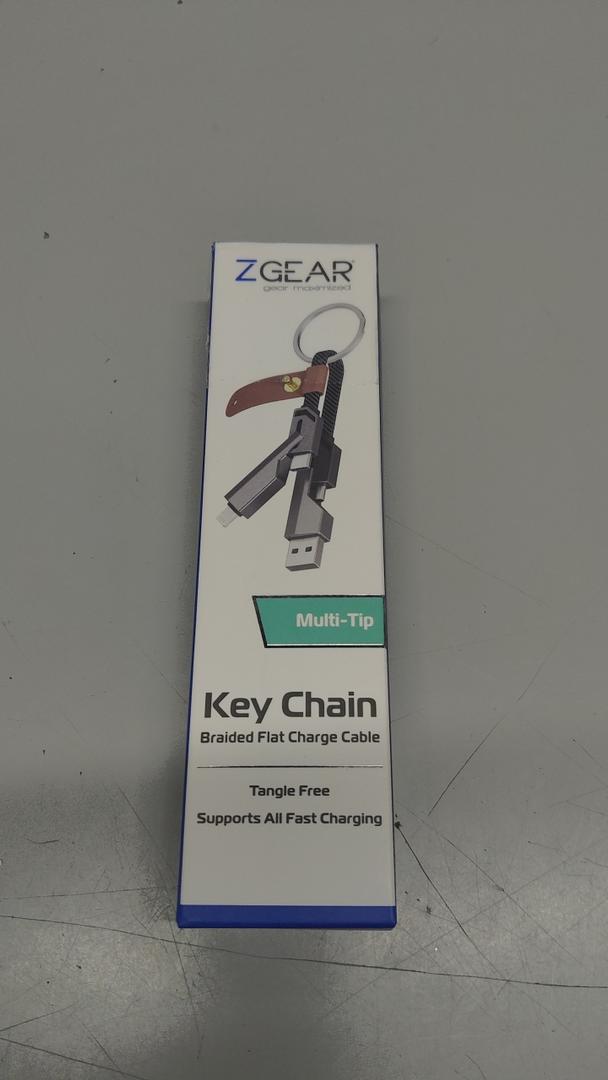 ZGEAR
gear maximized
Multi-Tip
Key Chain
Braided Flat Charge Cable
Tangle Free
Supports All Fast Charging